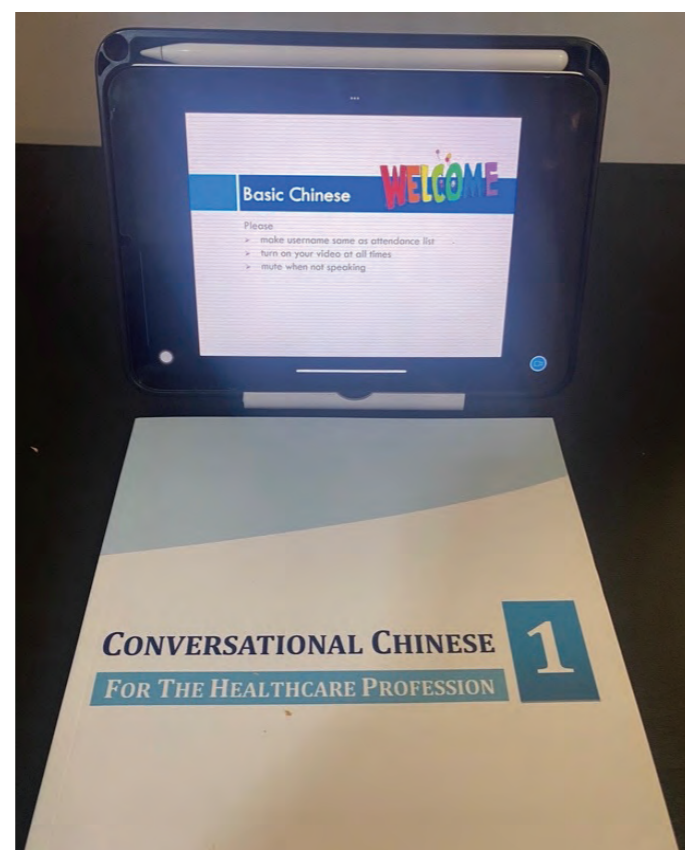 WELCOME
Basic Chinese
Please
➢ make username same as attendance list
➢ turn on your video at all times
➢ mute when not speaking
CONVERSATIONAL CHINESE
FOR THE HEALTHCARE PROFESSION
1